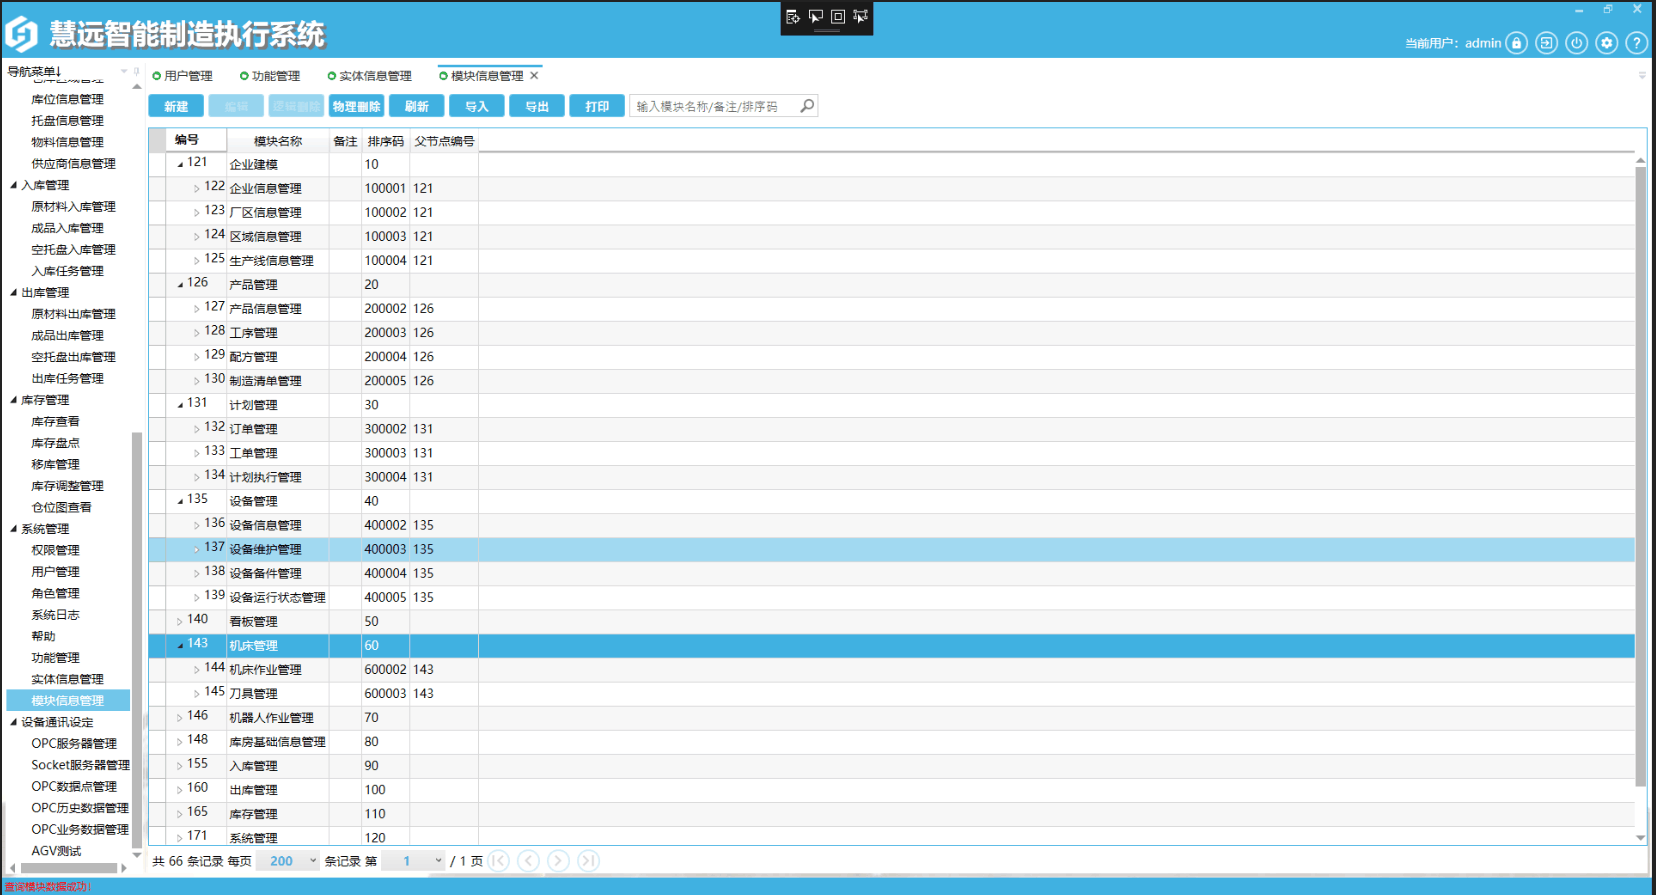 慧远智能制造执行系统
当前用户: admin
导航菜单
库位信息管理
托盘信息管理
物料信息管理
供应商信息管理
入库管理
原材料入库管理
成品入库管理
空托盘入库管理
入库任务管理
出库管理
原材料出库管理
成品出库管理
空托盘出库管理
出库任务管理
库存管理
库存查看
库存盘点
移库管理
库存调整管理
仓位图查看
系统管理
权限管理
用户管理
角色管理
系统日志
帮助
功能管理
实体信息管理
模块信息管理
设备通讯设定
OPC服务器管理
Socket服务器管理
OPC数据点管理
OPC历史数据管理
OPC业务数据管理
AGV测试
用户管理 功能管理 实体信息管理 模块信息管理
新建 编辑 逻辑删除 物理删除 刷新 导入 导出 打印 输入模块名称/备注/排序码
编号 模块名称 备注 排序码 父节点编号
121 企业建模 10
122 企业信息管理 100001 121
123 厂区信息管理 100002 121
124 区域信息管理 100003 121
125 生产线信息管理 100004 121
126 产品管理 20
127 产品信息管理 200002 126
128 工序管理 200003 126
129 配方管理 200004 126
130 制造清单管理 200005 126
131 计划管理 30
132 订单管理 300002 131
133 工单管理 300003 131
134 计划执行管理 300004 131
135 设备管理 40
136 设备信息管理 400002 135
137 设备维护管理 400003 135
138 设备备件管理 400004 135
139 设备运行状态管理 400005 135
140 看板管理 50
143 机床管理 60
144 机床作业管理 600002 143
145 刀具管理 600003 143
146 机器人作业管理 70
148 库房基础信息管理 80
155 入库管理 90
160 出库管理 100
165 库存管理 110
171 系统管理 120
共 66 条记录 每页 200 条记录 第 1 / 1 页
查询模块数据成功!